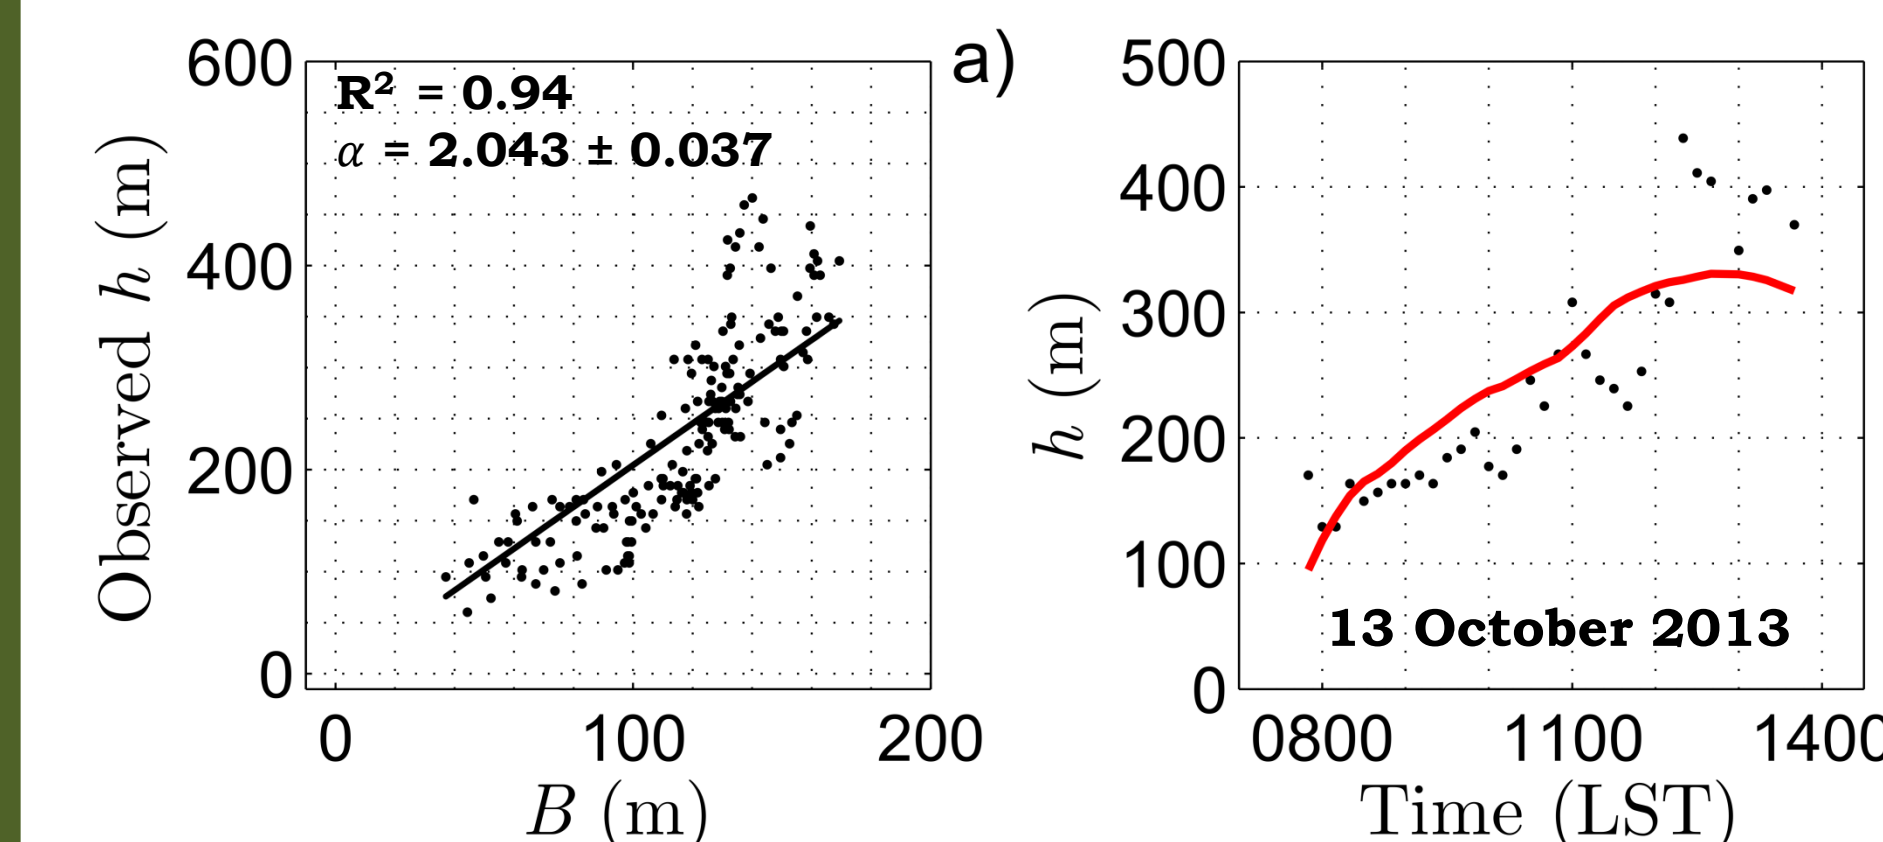 R² = 0.94
α = 2.043 ± 0.037
Observed h (m)
600
400
200
0
0 100 200
B (m)
a)
h (m)
500
400
300
200
100
0
13 October 2013
0800 1100 1400
Time (LST)